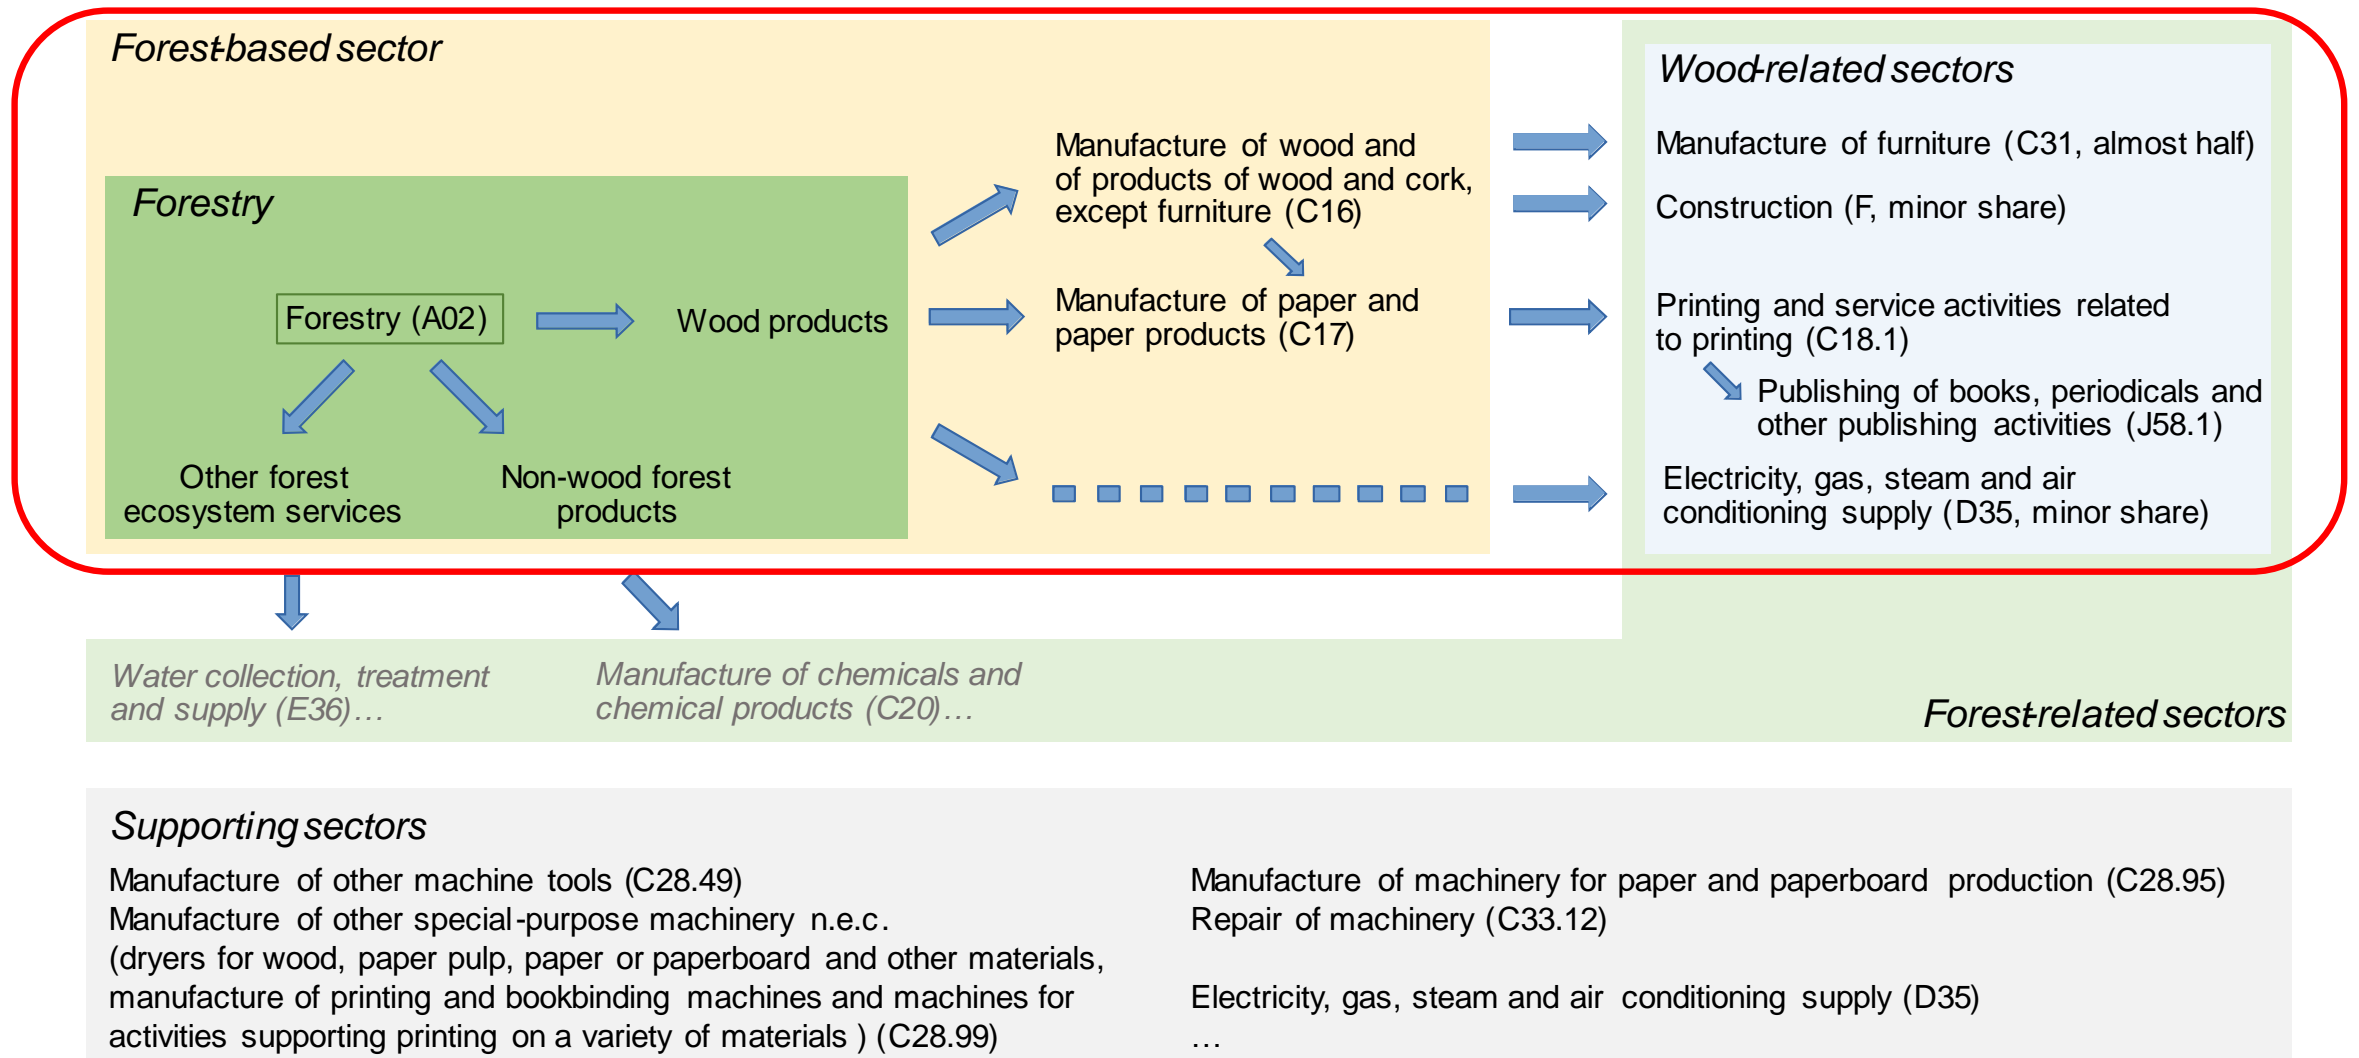 Forest-based sector
Forestry
Forestry (A02)
Wood products
Other forest
ecosystem services
Non-wood forest
products
Manufacture of wood and
of products of wood and cork,
except furniture (C16)
Manufacture of paper and
paper products (C17)
Wood-related sectors
Manufacture of furniture (C31, almost half)
Construction (F, minor share)
Printing and service activities related
to printing (C18.1)
Publishing of books, periodicals and
other publishing activities (J58.1)
Electricity, gas, steam and air
conditioning supply (D35, minor share)
Water collection, treatment
and supply (E36)…
Manufacture of chemicals and
chemical products (C20)…
Forest-related sectors
Supporting sectors
Manufacture of other machine tools (C28.49)
Manufacture of other special-purpose machinery n.e.c.
(dryers for wood, paper pulp, paper or paperboard and other materials,
manufacture of printing and bookbinding machines and machines for
activities supporting printing on a variety of materials ) (C28.99)
Manufacture of machinery for paper and paperboard production (C28.95)
Repair of machinery (C33.12)
Electricity, gas, steam and air conditioning supply (D35)
…